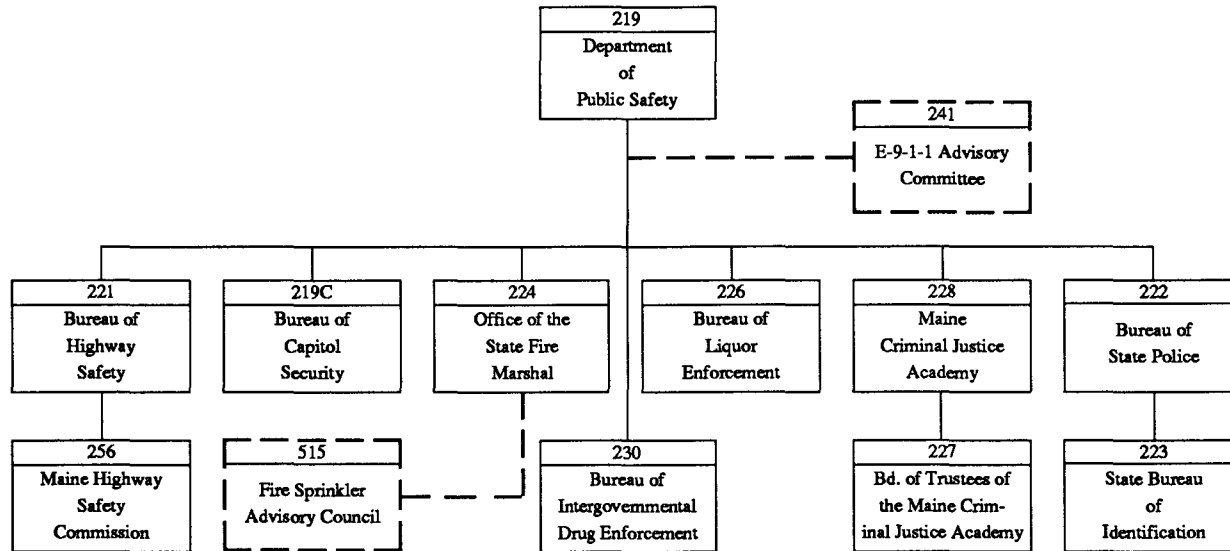 219
Department
of
Public Safety
241
E-9-1-1 Advisory
Committee
221
Bureau of
Highway
Safety
219C
Bureau of
Capitol
Security
224
Office of the
State Fire
Marshal
226
Bureau of
Liquor
Enforcement
228
Maine
Criminal Justice
Academy
222
Bureau of
State Police
256
Maine Highway
Safety
Commission
515
Fire Sprinkler
Advisory Council
230
Bureau of
Intergovernmental
Drug Enforcement
227
Bd. of Trustees of
the Maine Crim-
inal Justice Academy
223
State Bureau
of
Identification